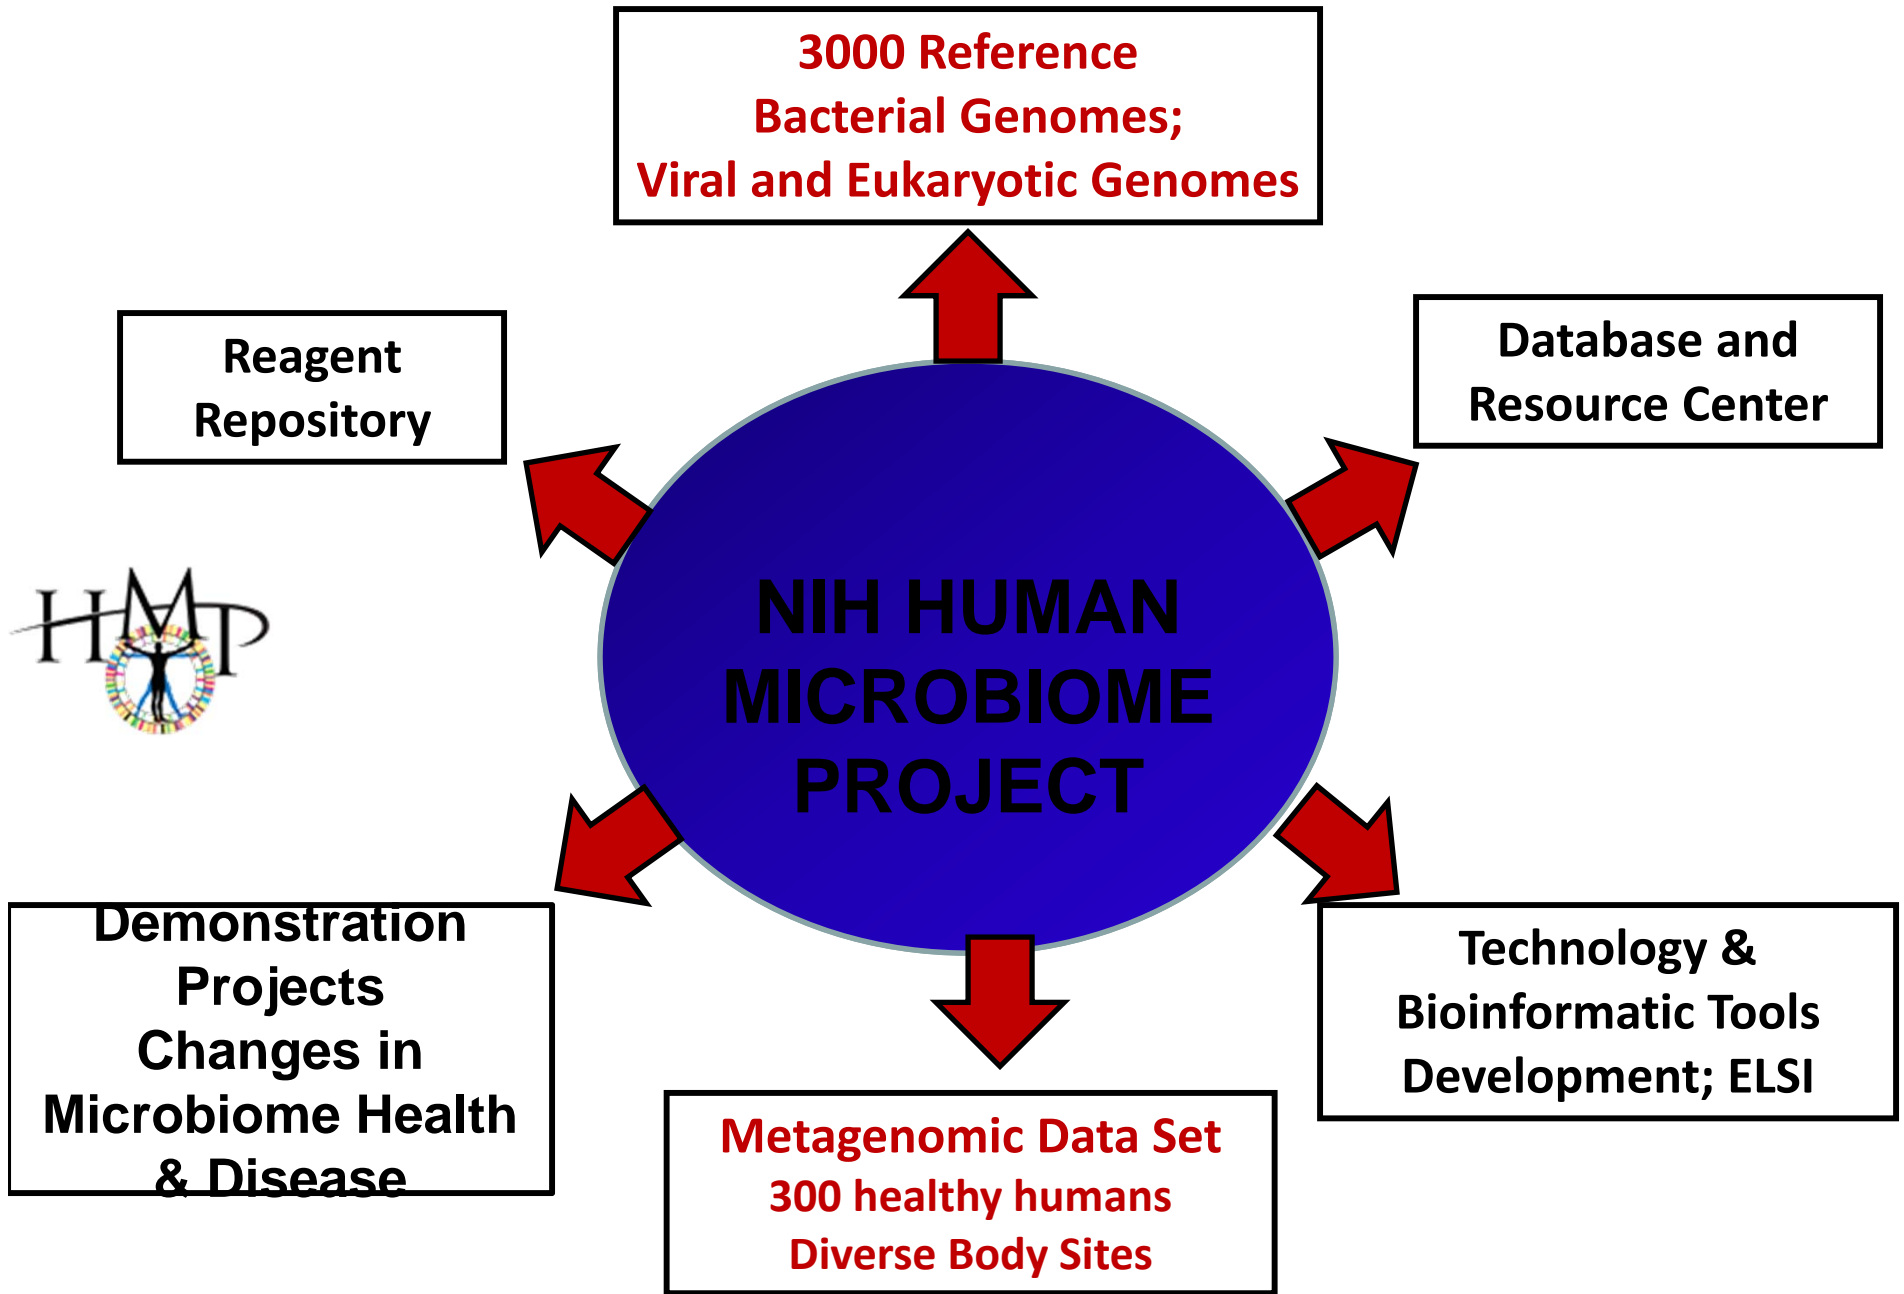 3000 Reference
Bacterial Genomes;
Viral and Eukaryotic Genomes
Reagent
Repository
Database and
Resource Center
HMP
NIH HUMAN
MICROBIOME
PROJECT
Demonstration
Projects
Changes in
Microbiome Health
& Disease
Technology &
Bioinformatic Tools
Development; ELSI
Metagenomic Data Set
300 healthy humans
Diverse Body Sites